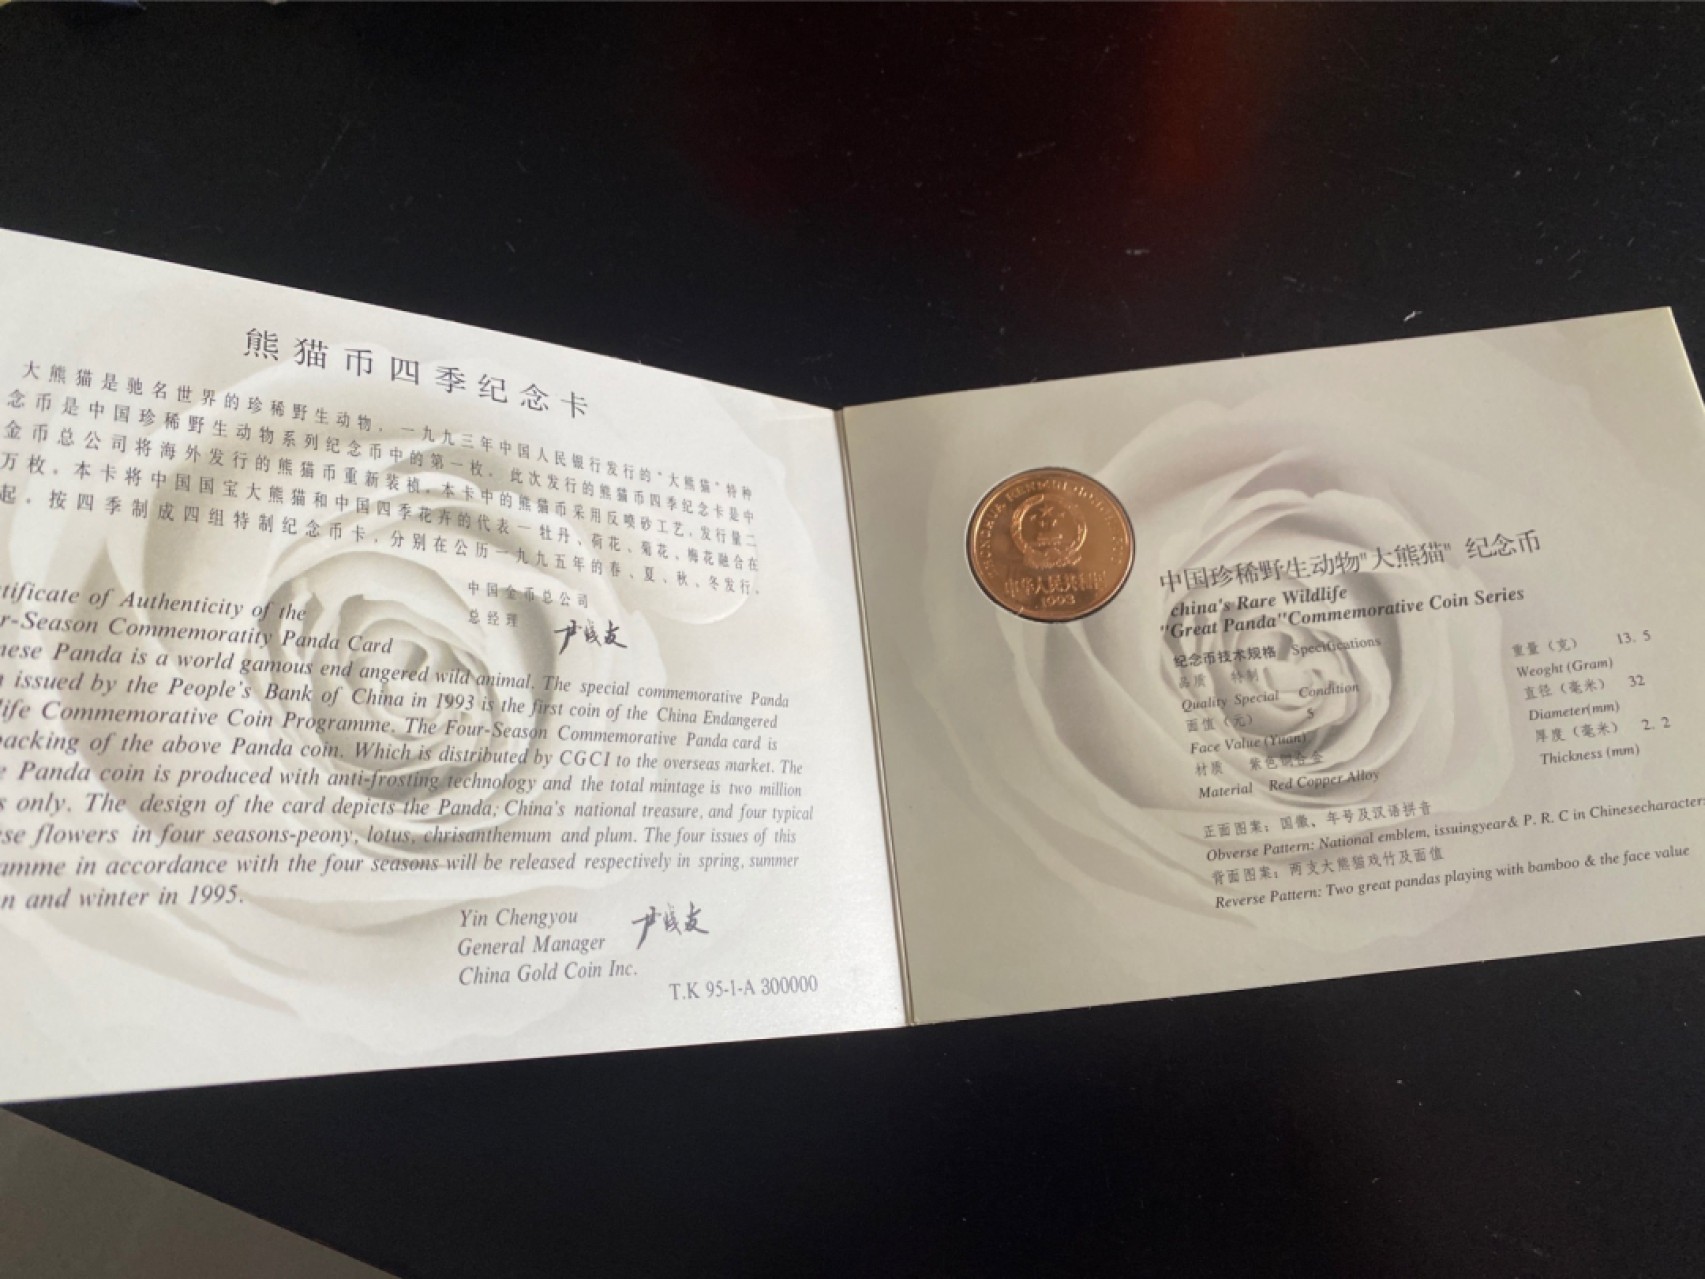 熊猫币四季纪念卡
大熊猫是驰名世界的珍稀野生动物，一九九三年中国人民银行发行的"大熊猫"特种
念币是中国珍稀野生动物系列纪念币中的第一枚。此次发行的熊猫币四季纪念卡是中
金币总公司将海外发行的熊猫币重新装帧，本卡中的熊猫币采用反喷砂工艺，发行量二
万枚。本卡将中国国宝大熊猫和中国四季花卉的代表一牡丹、荷花、菊花、梅花融合在
起，按四季制成四组特制纪念币卡，分别在公历一九九五年的春、夏、秋、冬发行。
中国金币总公司
总经理
tificate of Authenticity of the
r-Season Commemoratity Panda Card
nese Panda is a world gamous end angered wild animal. The special commemorative Panda
n issued by the People's Bank of China in 1993 is the first coin of the China Endangered
life Commemorative Coin Programme. The Four-Season Commemorative Panda card is
packing of the above Panda coin. Which is distributed by CGCI to the overseas market. The
e Panda coin is produced with anti-frosting technology and the total mintage is two million
s only. The design of the card depicts the Panda; China's national treasure, and four typical
se flowers in four seasons-peony, lotus, chrisanthemum and plum. The four issues of this
amme in accordance with the four seasons will be released respectively in spring, summer
n and winter in 1995.
Yin Chengyou
General Manager
China Gold Coin Inc.
T.K 95-1-A 300000
ZHONGHUA RENMIN GONGHEGUO
中华人民共和国
1993
中国珍稀野生动物"大熊猫" 纪念币
china's Rare Wildlife
"Great Panda"Commemorative Coin Series
纪念币技术规格 Specifications
品质 特制
Quality Special Condition
面值（元） 5
Face Value (Yuan)
材质 紫色铜合金
Material Red Copper Alloy
重量（克） 13. 5
Weoght (Gram)
直径（毫米） 32
Diameter(mm)
厚度（毫米） 2. 2
Thickness (mm)
正面图案：国徽、年号及汉语拼音
Obverse Pattern: National emblem, issuingyear& P. R. C in Chinesecharacter
背面图案：两支大熊猫戏竹及面值
Reverse Pattern: Two great pandas playing with bamboo & the face value